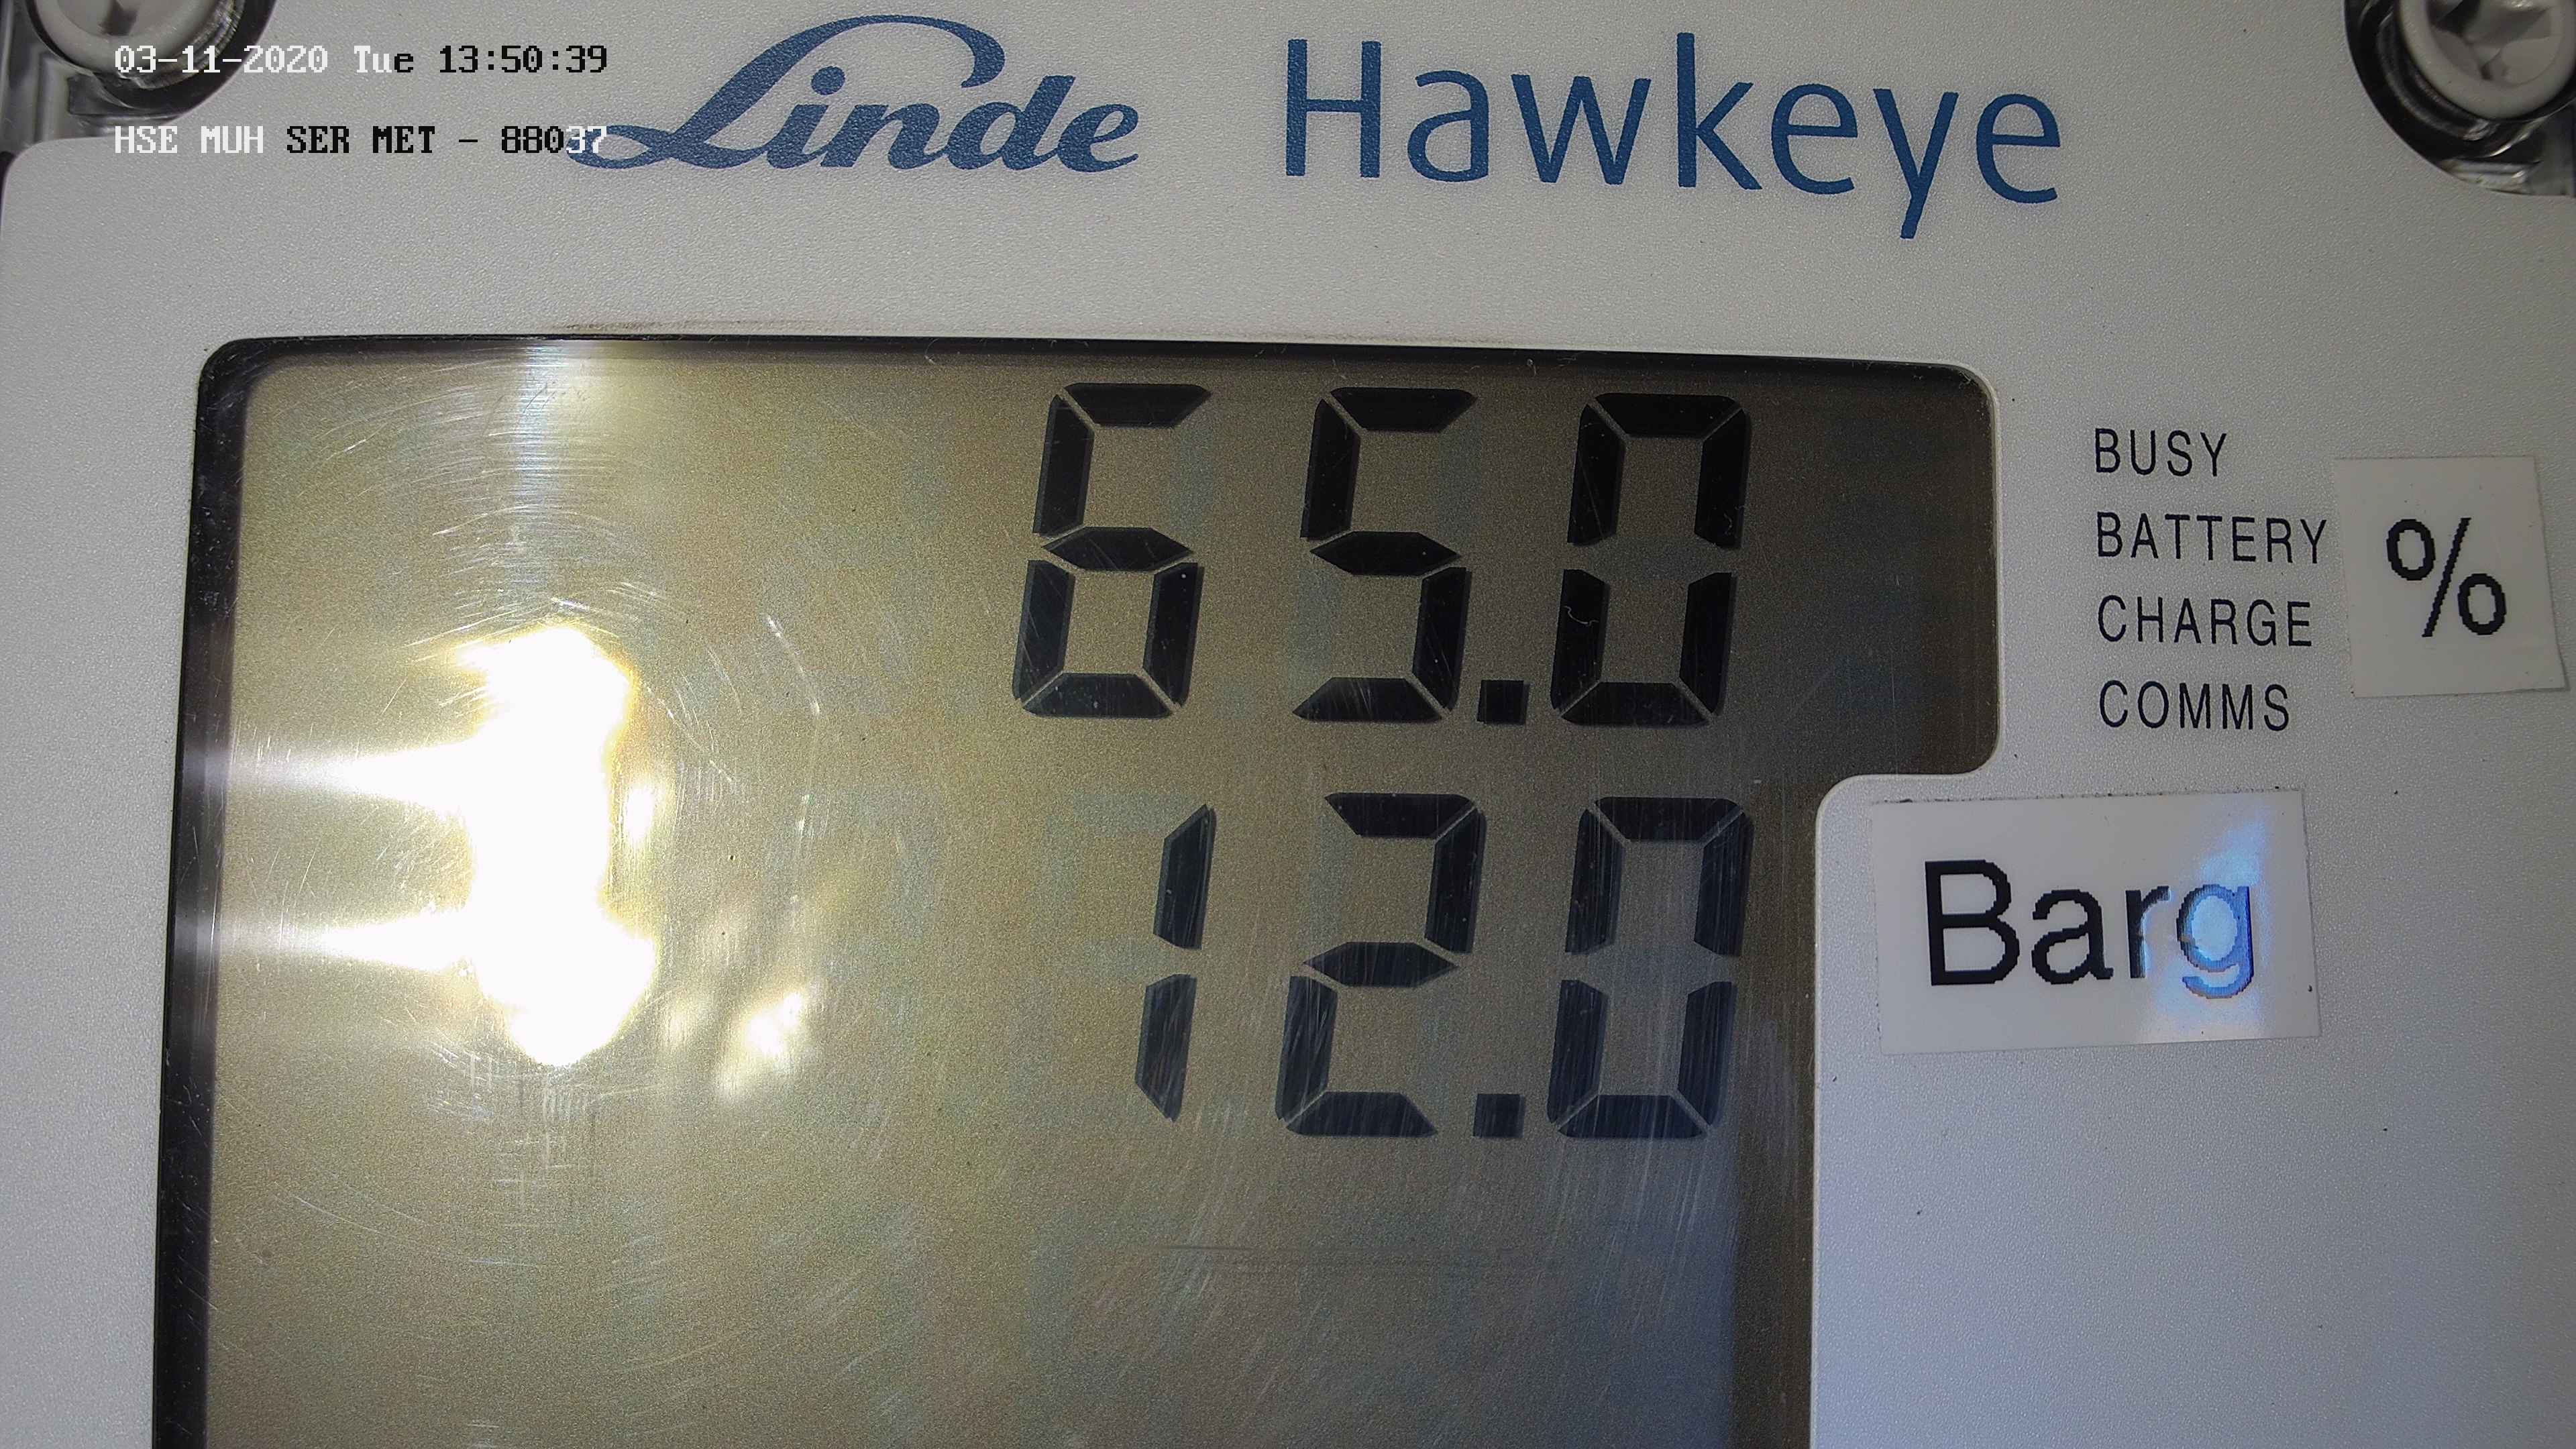 03-11-2020 Tue 13:50:39
HSE MUH SER MET - 88037
Linde Hawkeye
65.0
BUSY
BATTERY
CHARGE
COMMS
%
12.0
Barg